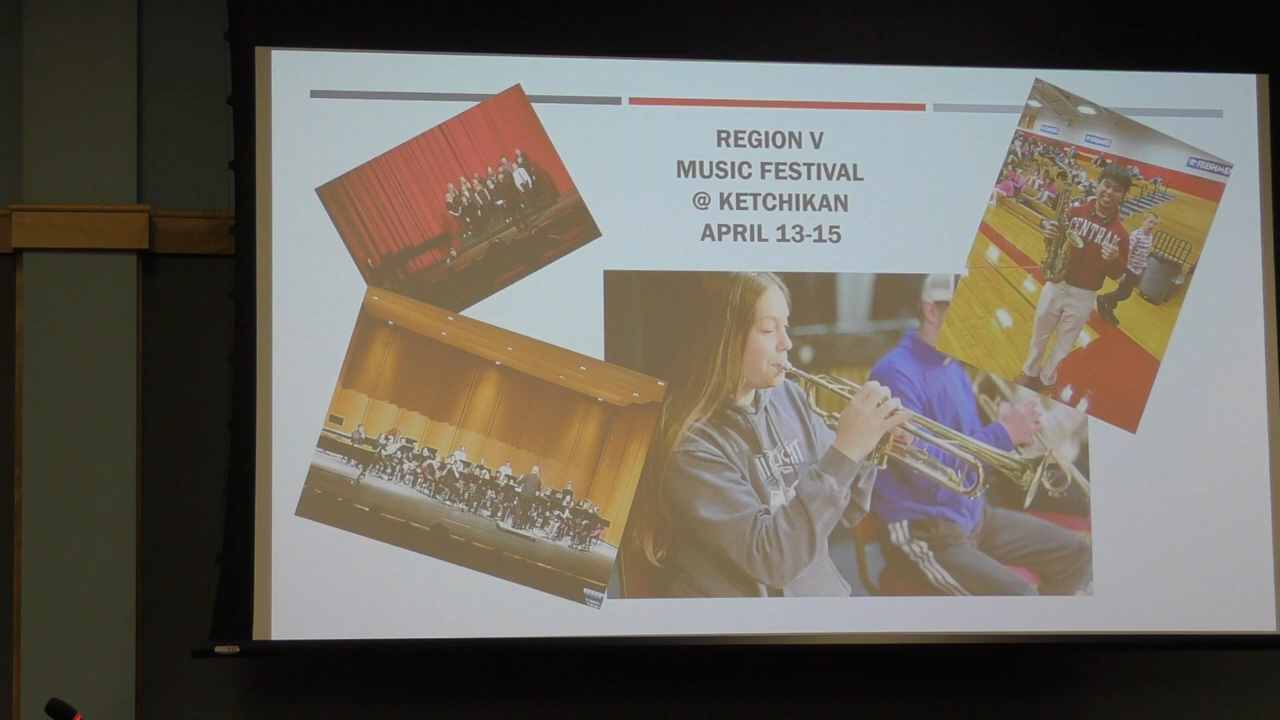 REGION V
MUSIC FESTIVAL
@ KETCHIKAN
APRIL 13-15
CENTRAL